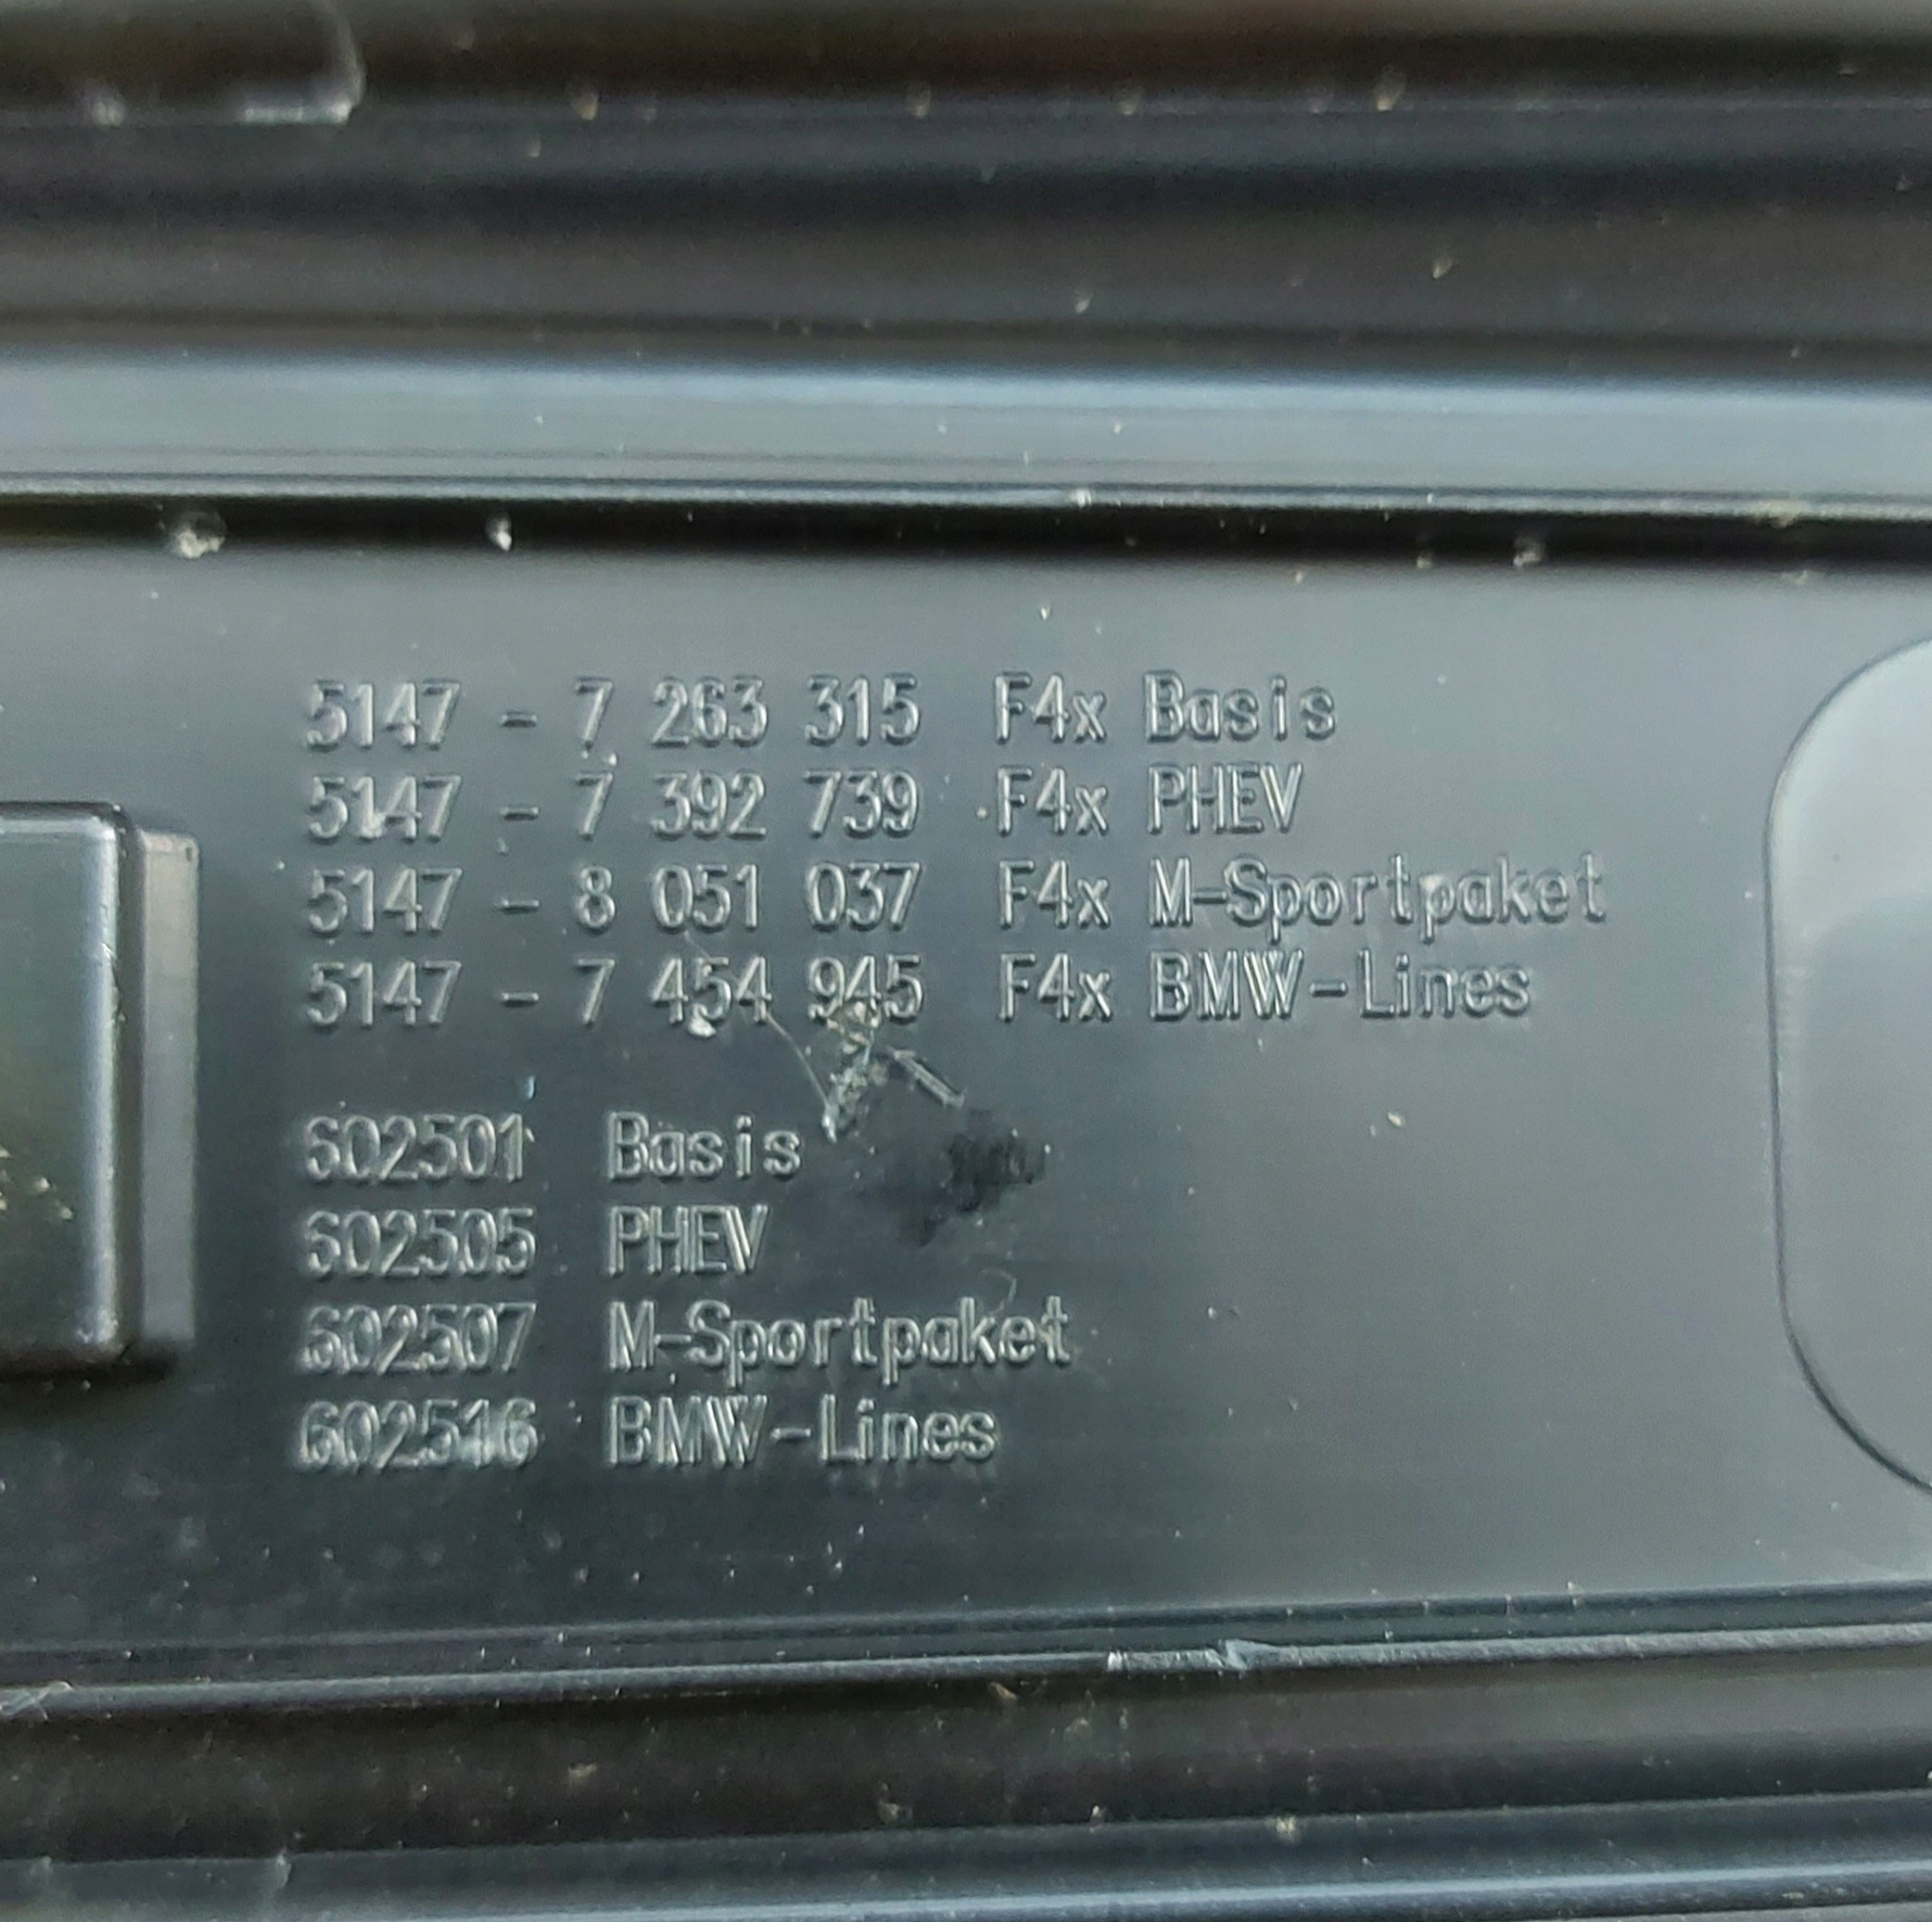 5147 - 7 263 315 F4x Basis
5147 - 7 392 739 F4x PHEV
5147 - 8 051 037 F4x M-Sportpaket
5147 - 7 454 945 F4x BMW-Lines
602501 Basis
602505 PHEV
602507 M-Sportpaket
602516 BMW-Lines